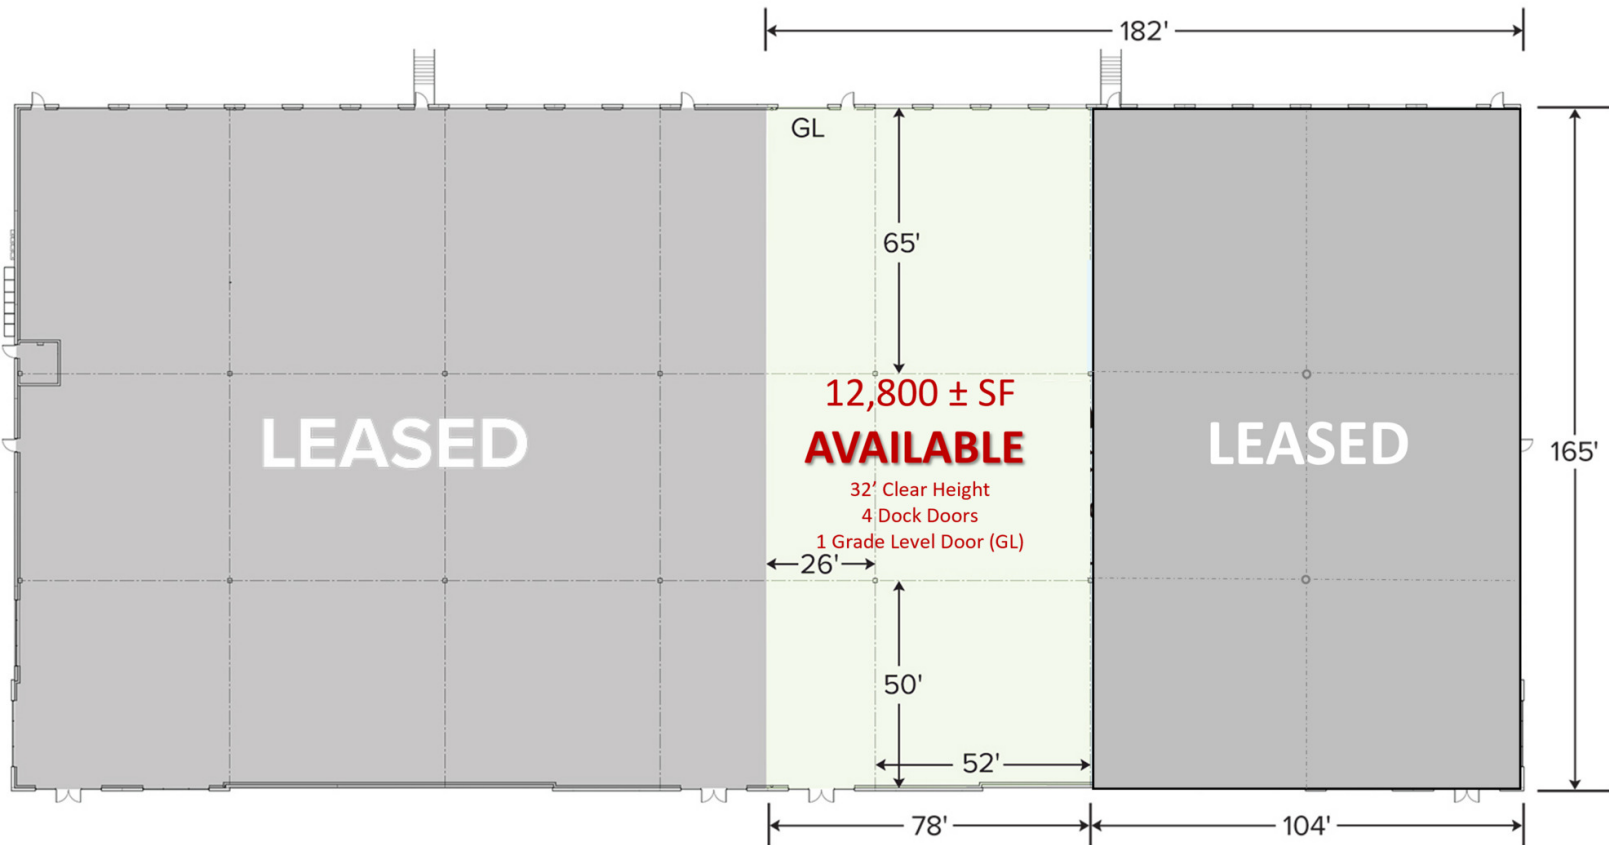 182'
GL
65'
12,800 ± SF
AVAILABLE
32' Clear Height
4 Dock Doors
1 Grade Level Door (GL)
LEASED
LEASED
165'
26'
50'
52'
78'
104'